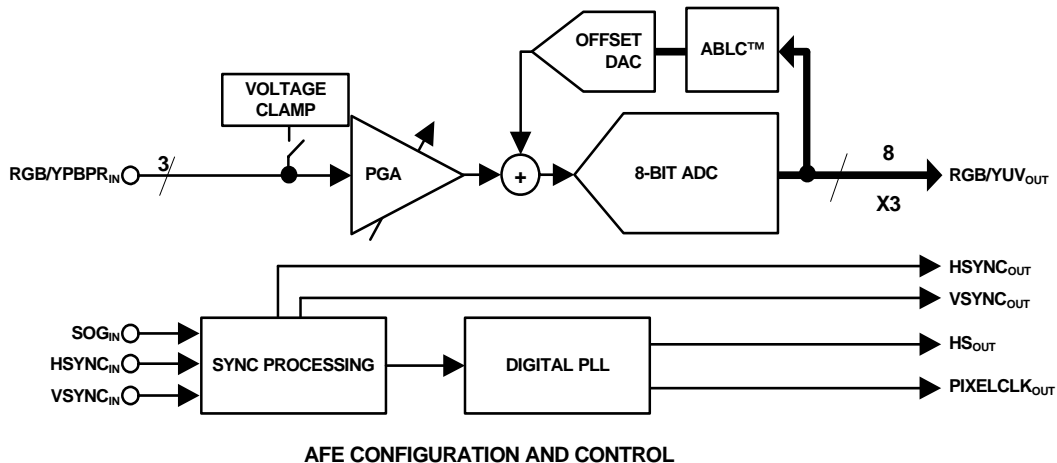 OFFSET
DAC
ABLC™
VOLTAGE
CLAMP
RGB/YPBPRIN
3
PGA
+
8-BIT ADC
8
X3
RGB/YUVOUT
HSYNCOUT
VSYNCOUT
SOGIN
HSYNCIN
VSYNCIN
SYNC PROCESSING
DIGITAL PLL
HSOUT
PIXELCLKOUT
AFE CONFIGURATION AND CONTROL